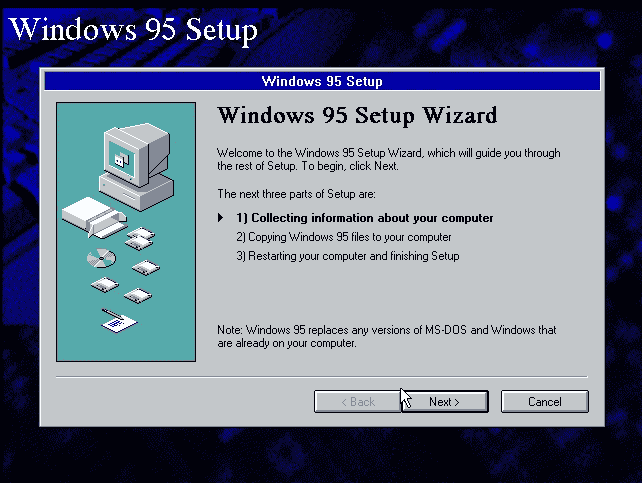 Windows 95 Setup
Windows 95 Setup
Windows 95 Setup Wizard
Welcome to the Windows 95 Setup Wizard, which will guide you through
the rest of Setup. To begin, click Next.
The next three parts of Setup are:
1) Collecting information about your computer
2) Copying Windows 95 files to your computer
3) Restarting your computer and finishing Setup
Note: Windows 95 replaces any versions of MS-DOS and Windows that
are already on your computer.
< Back Next > Cancel